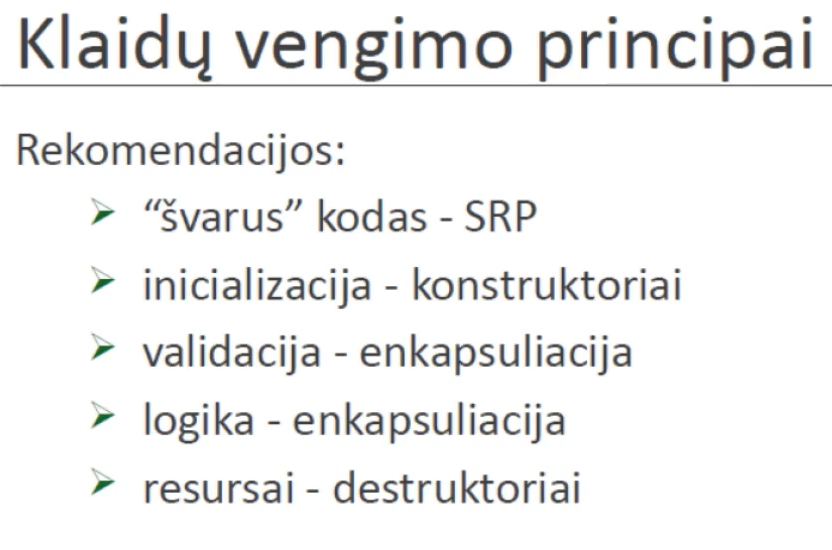 Klaidų vengimo principai
Rekomendacijos:
“švarus” kodas - SRP
inicializacija - konstruktoriai
validacija - enkapsuliacija
logika - enkapsuliacija
resursai - destruktoriai